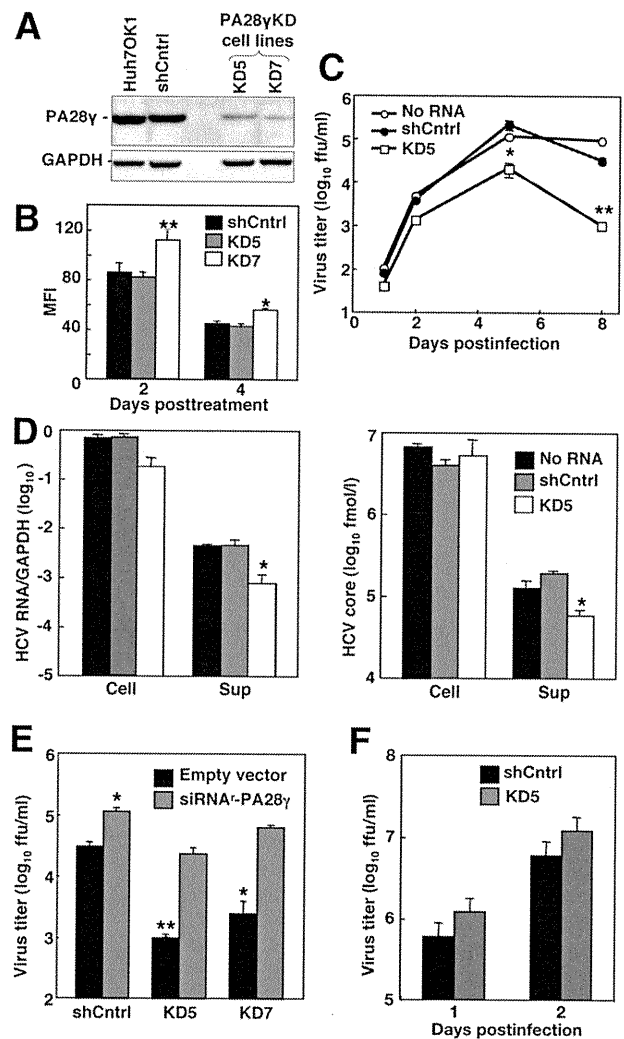 A
Huh7OK1
shCntrl
PA28γKD
cell lines
KD5
KD7
PA28γ -
GAPDH -
B
120
80
40
0
MFI
**
*
shCntrl
KD5
KD7
2
4
Days posttreatment
C
6
5
4
3
2
1
Virus titer (log10 ffu/ml)
No RNA
shCntrl
KD5
*
**
0
2
4
6
8
Days postinfection
D
0
-1
-2
-3
-4
-5
HCV RNA/GAPDH (log10)
*
Cell
Sup
7
6
5
4
HCV core (log10 fmol/l)
No RNA
shCntrl
KD5
*
Cell
Sup
E
6
5
4
3
2
Virus titer (log10 ffu/ml)
Empty vector
siRNAr-PA28γ
*
**
*
shCntrl
KD5
KD7
F
8
7
6
5
Virus titer (log10 ffu/ml)
shCntrl
KD5
1
2
Days postinfection